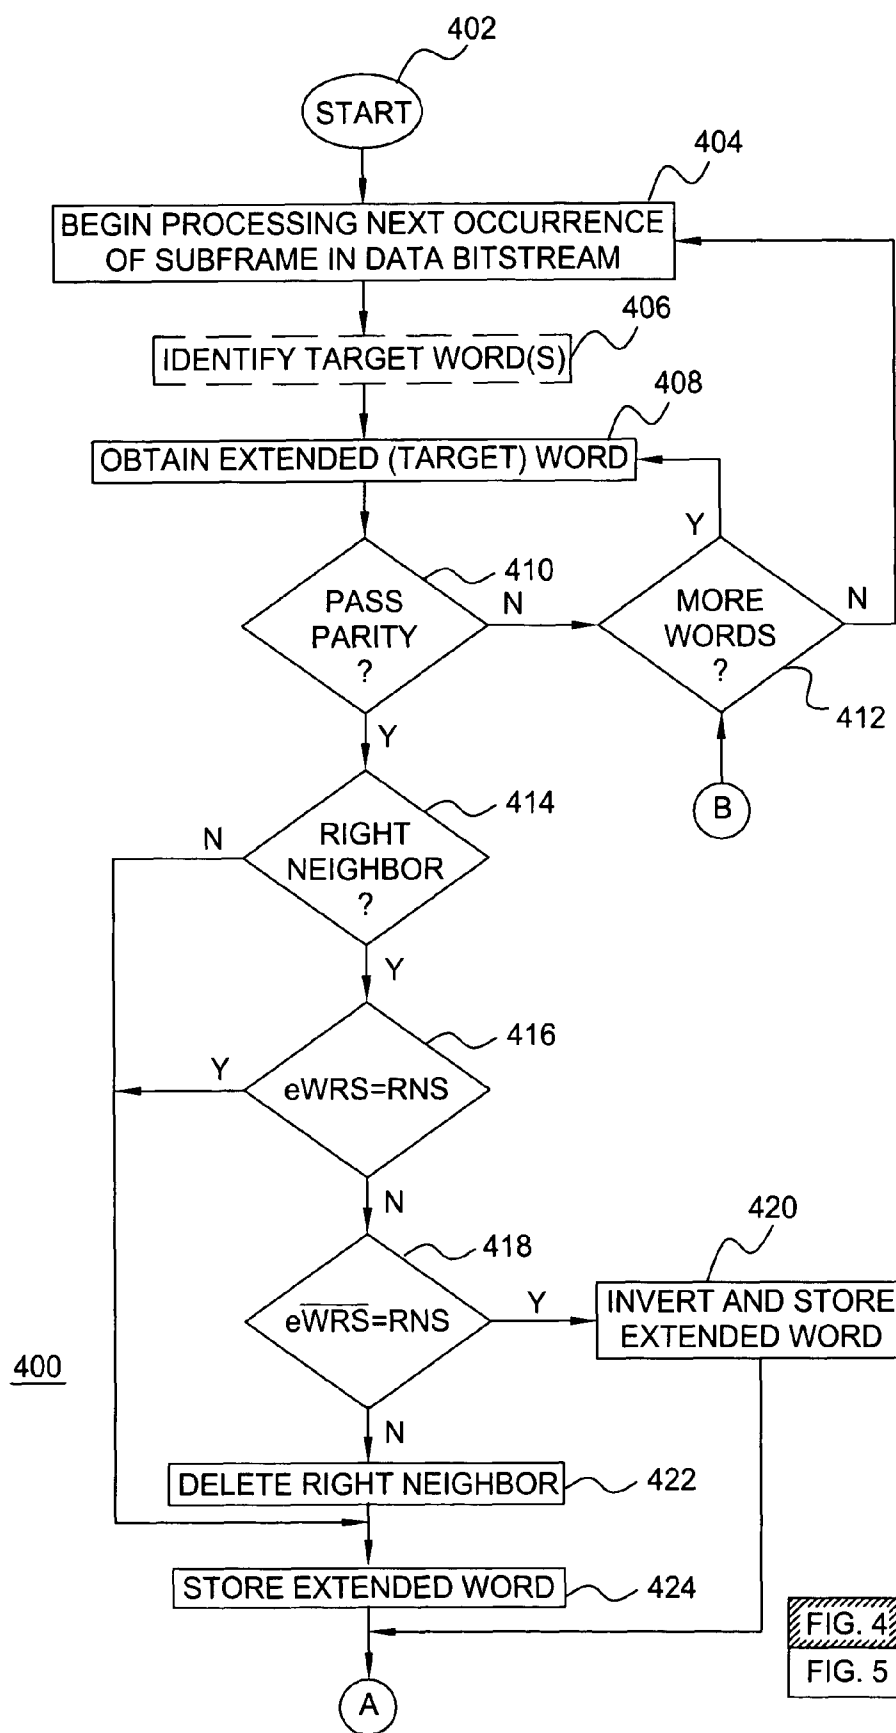 402
START
404
BEGIN PROCESSING NEXT OCCURRENCE
OF SUBFRAME IN DATA BITSTREAM
406
IDENTIFY TARGET WORD(S)
408
OBTAIN EXTENDED (TARGET) WORD
Y
410
PASS
PARITY
?
N
MORE
WORDS
?
N
412
Y
B
414
N
RIGHT
NEIGHBOR
?
Y
416
Y
eWRS=RNS
N
418
420
eW̅R̅S̅=RNS
Y
INVERT AND STORE
EXTENDED WORD
400
N
DELETE RIGHT NEIGHBOR
422
STORE EXTENDED WORD
424
FIG. 4
FIG. 5
A